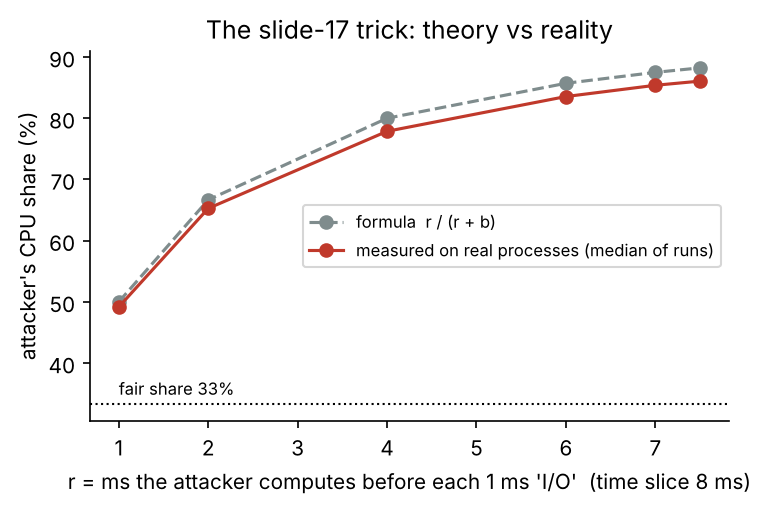 The slide-17 trick: theory vs reality
attacker's CPU share (%)
90
80
70
60
50
40
formula r / (r + b)
measured on real processes (median of runs)
fair share 33%
1 2 3 4 5 6 7
r = ms the attacker computes before each 1 ms 'I/O' (time slice 8 ms)